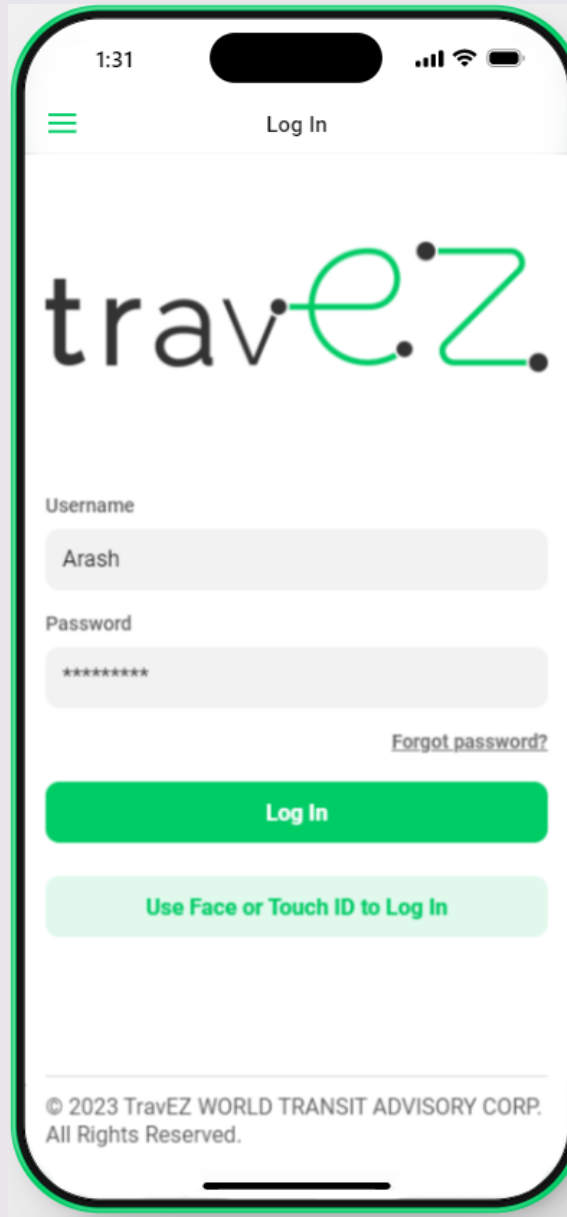 1:31
Log In
travez
Username
Arash
Password
*********
Forgot password?
Log In
Use Face or Touch ID to Log In
© 2023 TravEZ WORLD TRANSIT ADVISORY CORP.
All Rights Reserved.